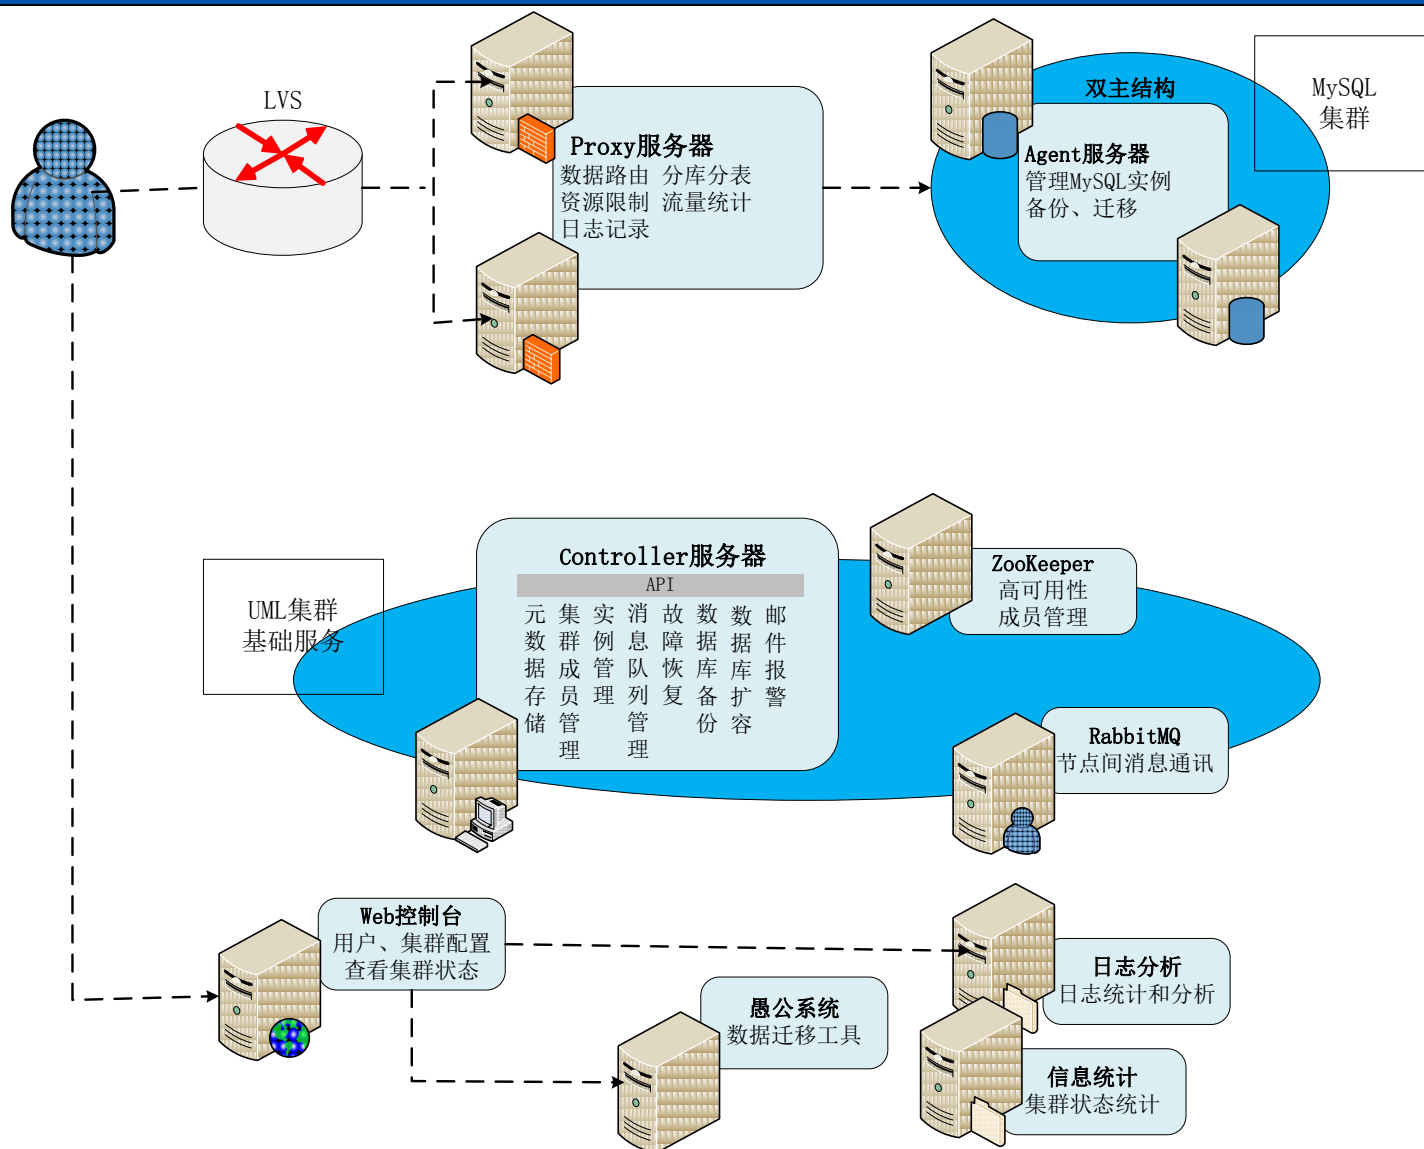 LVS
Proxy服务器
数据路由 分库分表
资源限制 流量统计
日志记录
双主结构
Agent服务器
管理MySQL实例
备份、迁移
MySQL
集群
UML集群
基础服务
Controller服务器
API
元数据存储
集群成员管理
实例管理
消息队列管理
故障恢复
数据库备份
数据库扩容
邮件报警
ZooKeeper
高可用性
成员管理
RabbitMQ
节点间消息通讯
Web控制台
用户、集群配置
查看集群状态
愚公系统
数据迁移工具
日志分析
日志统计和分析
信息统计
集群状态统计